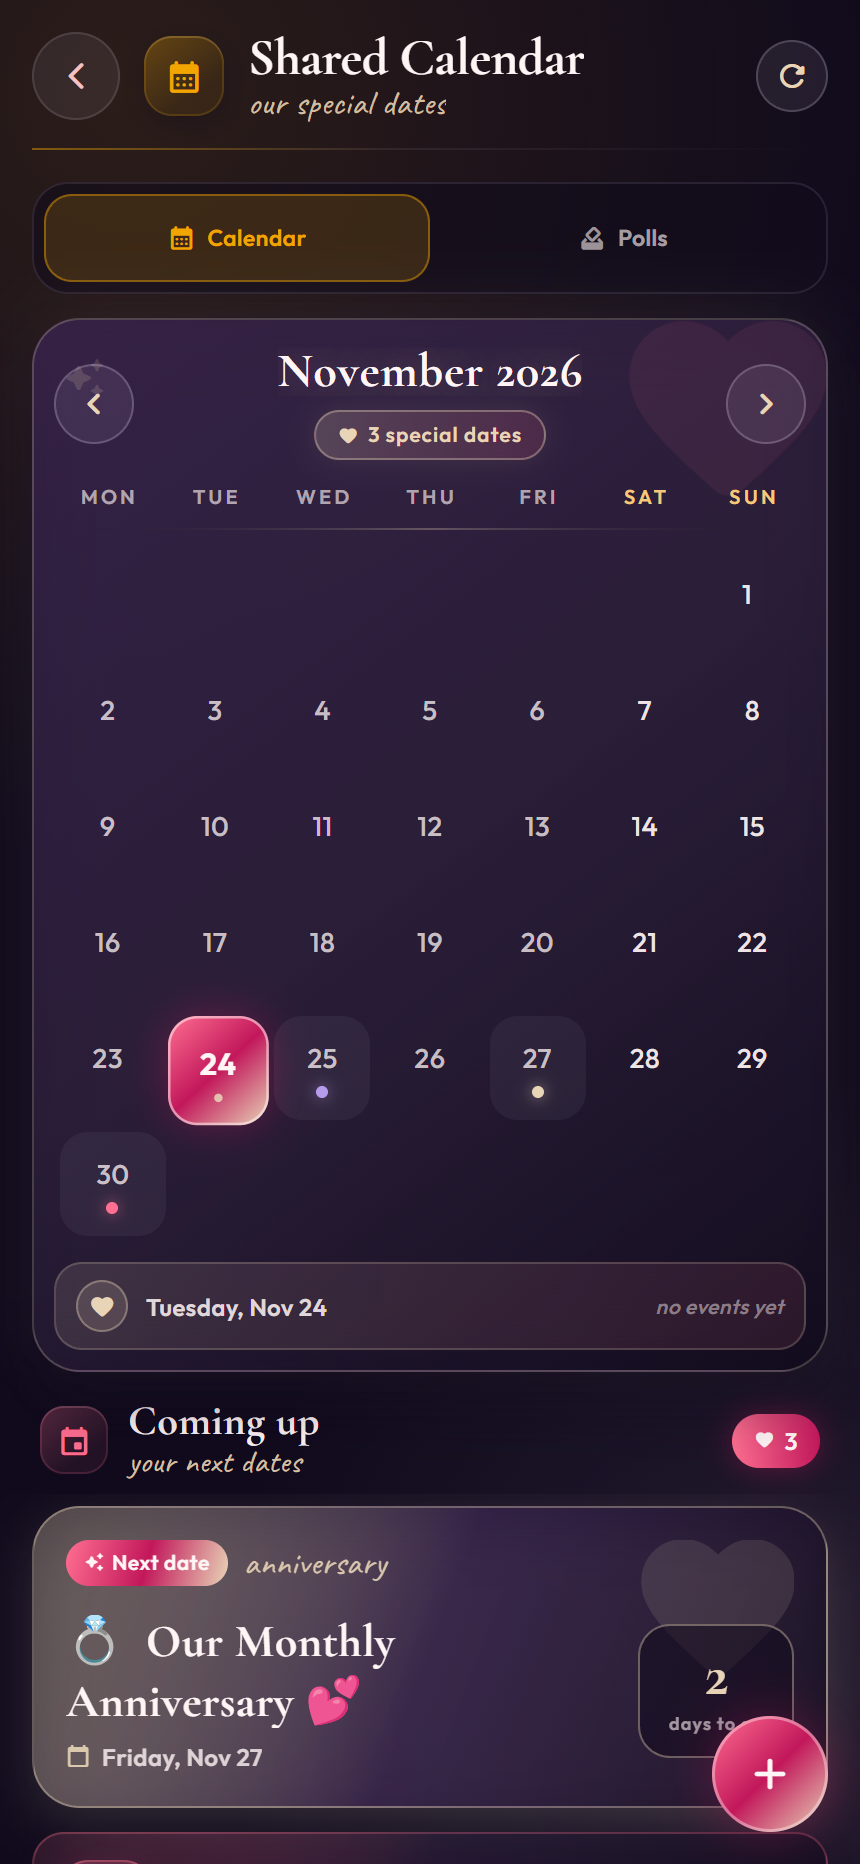 Shared Calendar
our special dates
Calendar
Polls
November 2026
3 special dates
MON TUE WED THU FRI SAT SUN
1
2 3 4 5 6 7 8
9 10 11 12 13 14 15
16 17 18 19 20 21 22
23 24 25 26 27 28 29
30
Tuesday, Nov 24
no events yet
Coming up
your next dates
3
Next date
anniversary
💍 Our Monthly
Anniversary 💕
Friday, Nov 27
2
days to